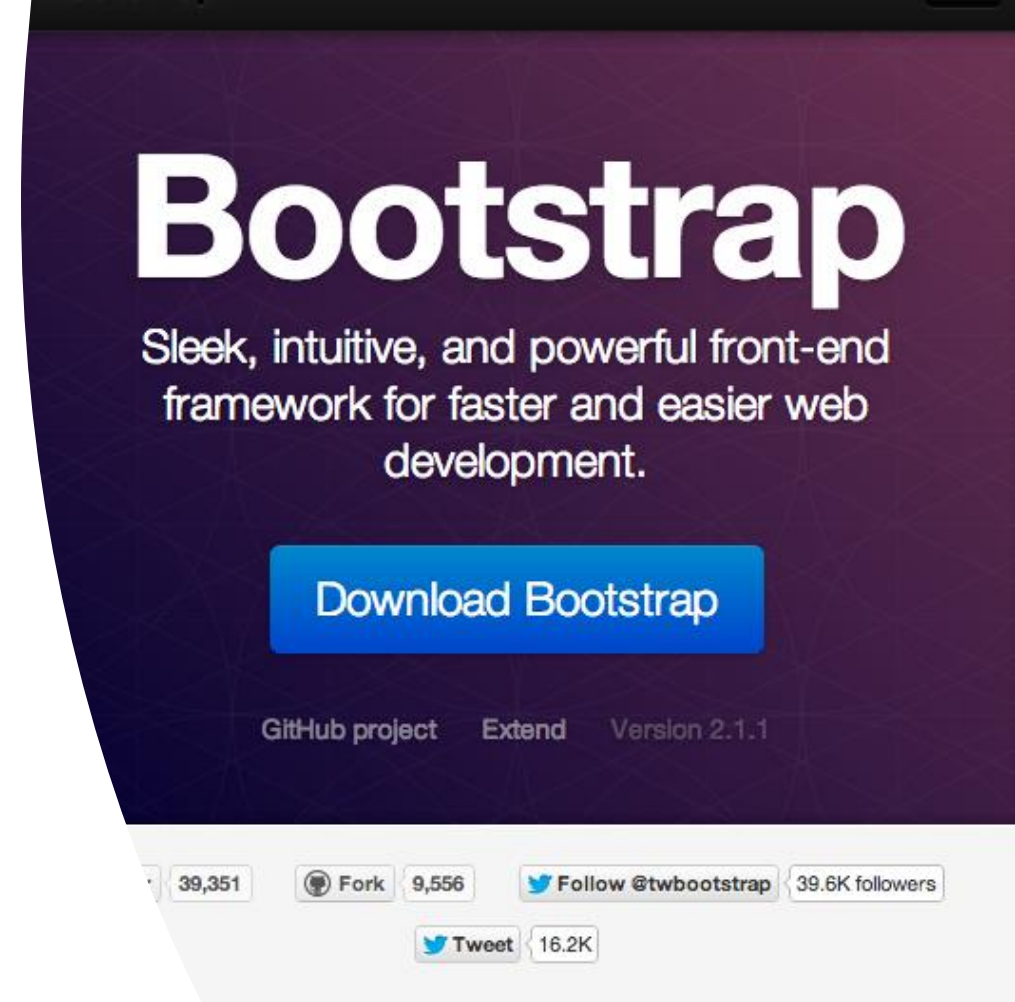 Bootstrap
Sleek, intuitive, and powerful front-end
framework for faster and easier web
development.
Download Bootstrap
GitHub project Extend Version 2.1.1
39,351 Fork 9,556 Follow @twbootstrap 39.6K followers
Tweet 16.2K